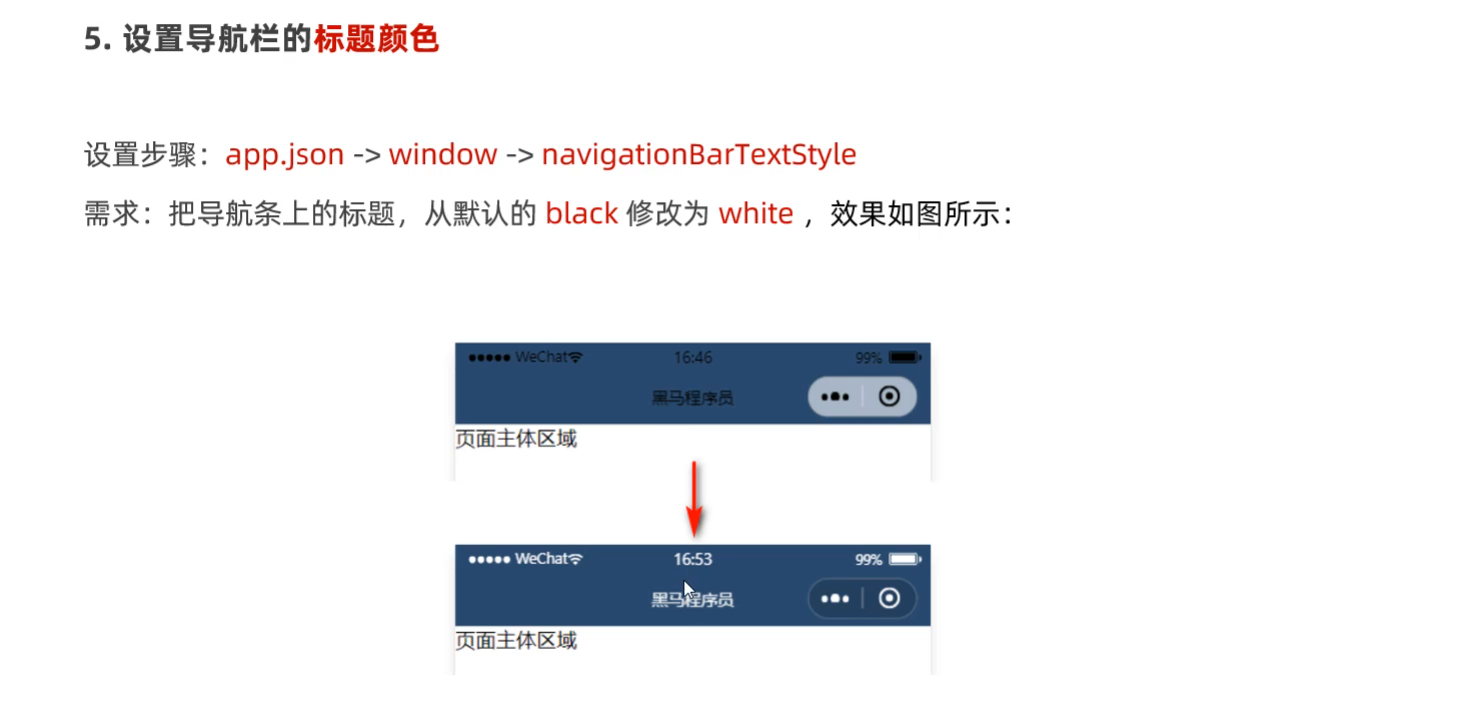 5. 设置导航栏的标题颜色
设置步骤：app.json -> window -> navigationBarTextStyle
需求：把导航条上的标题，从默认的 black 修改为 white ，效果如图所示：
WeChat 16:46 99%
黑马程序员
页面主体区域
WeChat 16:53 99%
黑马程序员
页面主体区域